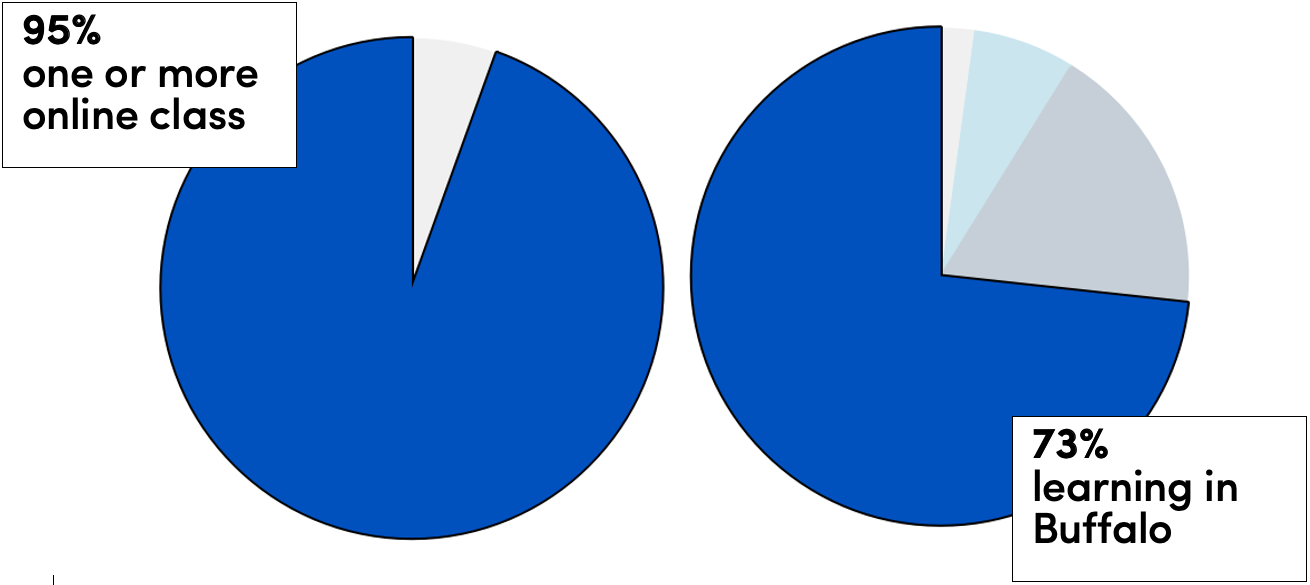 95%
one or more
online class
73%
learning in
Buffalo